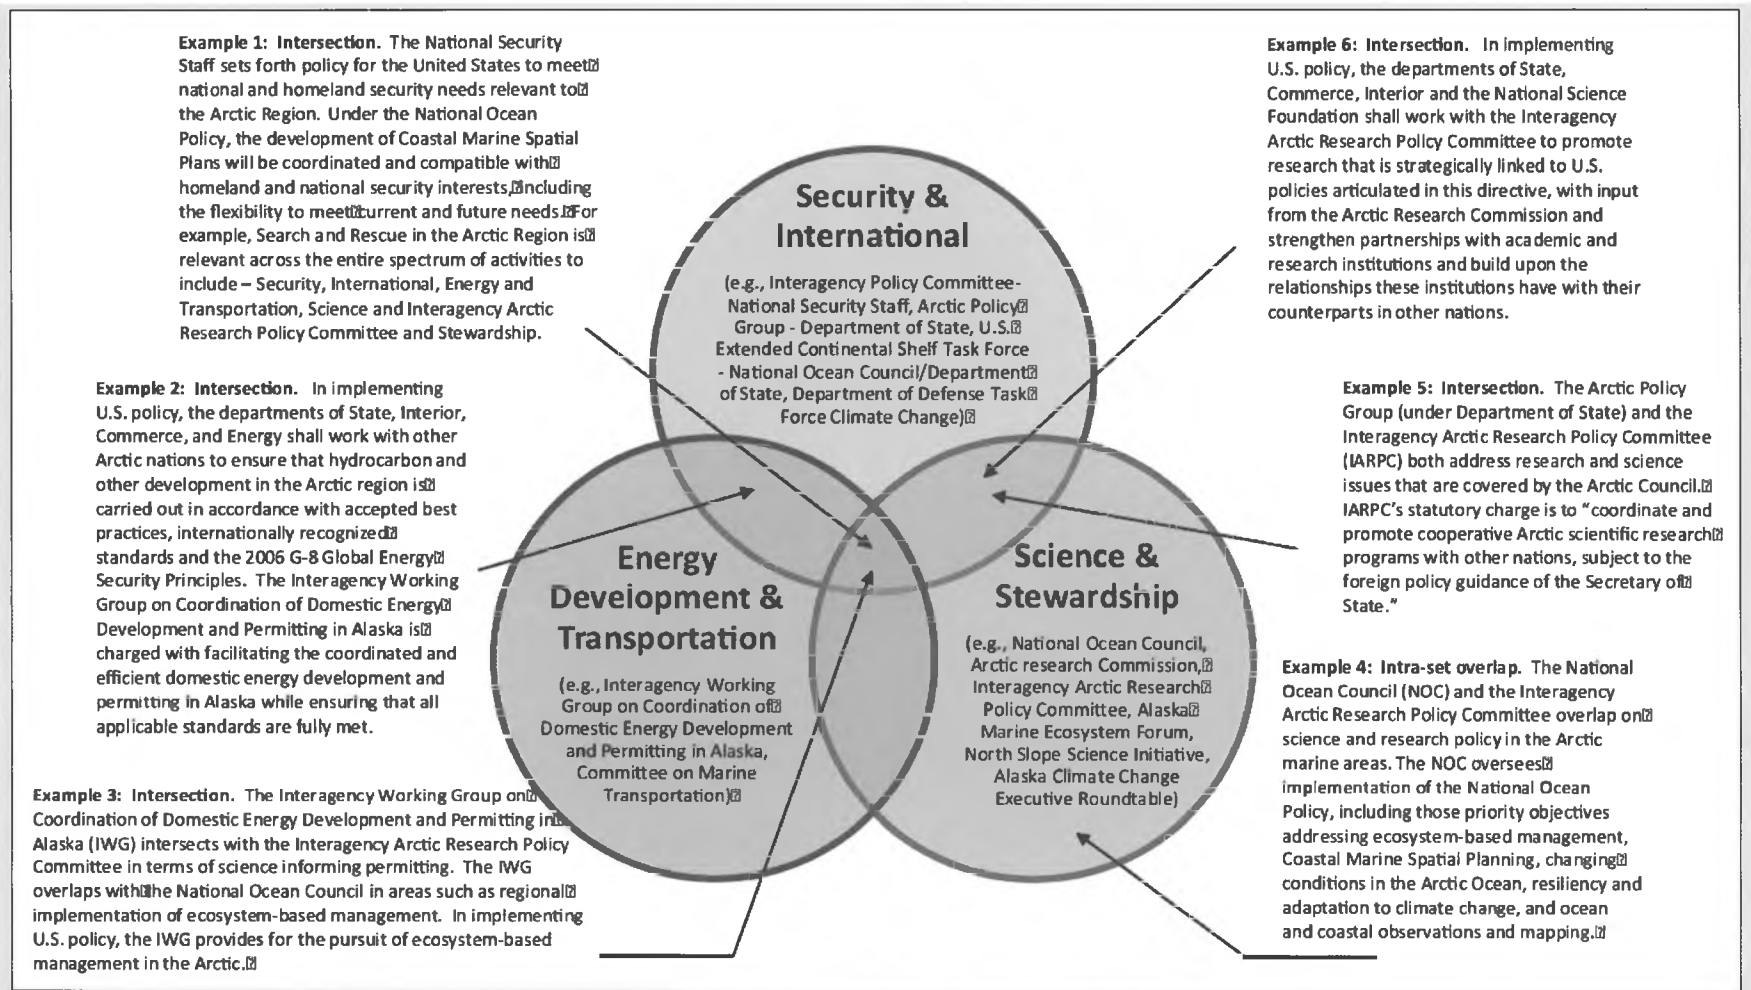 Example 1: Intersection. The National Security
Staff sets forth policy for the United States to meet
national and homeland security needs relevant to
the Arctic Region. Under the National Ocean
Policy, the development of Coastal Marine Spatial
Plans will be coordinated and compatible with
homeland and national security interests, including
the flexibility to meet current and future needs. For
example, Search and Rescue in the Arctic Region is
relevant across the entire spectrum of activities to
include – Security, International, Energy and
Transportation, Science and Interagency Arctic
Research Policy Committee and Stewardship.
Example 2: Intersection. In implementing
U.S. policy, the departments of State, Interior,
Commerce, and Energy shall work with other
Arctic nations to ensure that hydrocarbon and
other development in the Arctic region is
carried out in accordance with accepted best
practices, internationally recognized
standards and the 2006 G-8 Global Energy
Security Principles. The Interagency Working
Group on Coordination of Domestic Energy
Development and Permitting in Alaska is
charged with facilitating the coordinated and
efficient domestic energy development and
permitting in Alaska while ensuring that all
applicable standards are fully met.
Example 3: Intersection. The Interagency Working Group on
Coordination of Domestic Energy Development and Permitting in
Alaska (IWG) intersects with the Interagency Arctic Research Policy
Committee in terms of science informing permitting. The IWG
overlaps with the National Ocean Council in areas such as regional
implementation of ecosystem-based management. In implementing
U.S. policy, the IWG provides for the pursuit of ecosystem-based
management in the Arctic.
Security &
International
(e.g., Interagency Policy Committee-
National Security Staff, Arctic Policy
Group - Department of State, U.S.
Extended Continental Shelf Task Force
- National Ocean Council/Department
of State, Department of Defense Task
Force Climate Change)
Energy
Development &
Transportation
(e.g., Interagency Working
Group on Coordination of
Domestic Energy Development
and Permitting in Alaska,
Committee on Marine
Transportation)
Science &
Stewardship
(e.g., National Ocean Council,
Arctic research Commission,
Interagency Arctic Research
Policy Committee, Alaska
Marine Ecosystem Forum,
North Slope Science Initiative,
Alaska Climate Change
Executive Roundtable)
Example 6: Intersection. In implementing
U.S. policy, the departments of State,
Commerce, Interior and the National Science
Foundation shall work with the Interagency
Arctic Research Policy Committee to promote
research that is strategically linked to U.S.
policies articulated in this directive, with input
from the Arctic Research Commission and
strengthen partnerships with academic and
research institutions and build upon the
relationships these institutions have with their
counterparts in other nations.
Example 5: Intersection. The Arctic Policy
Group (under Department of State) and the
Interagency Arctic Research Policy Committee
(IARPC) both address research and science
issues that are covered by the Arctic Council.
IARPC's statutory charge is to "coordinate and
promote cooperative Arctic scientific research
programs with other nations, subject to the
foreign policy guidance of the Secretary of
State."
Example 4: Intra-set overlap. The National
Ocean Council (NOC) and the Interagency
Arctic Research Policy Committee overlap on
science and research policy in the Arctic
marine areas. The NOC oversees
implementation of the National Ocean
Policy, including those priority objectives
addressing ecosystem-based management,
Coastal Marine Spatial Planning, changing
conditions in the Arctic Ocean, resiliency and
adaptation to climate change, and ocean
and coastal observations and mapping.